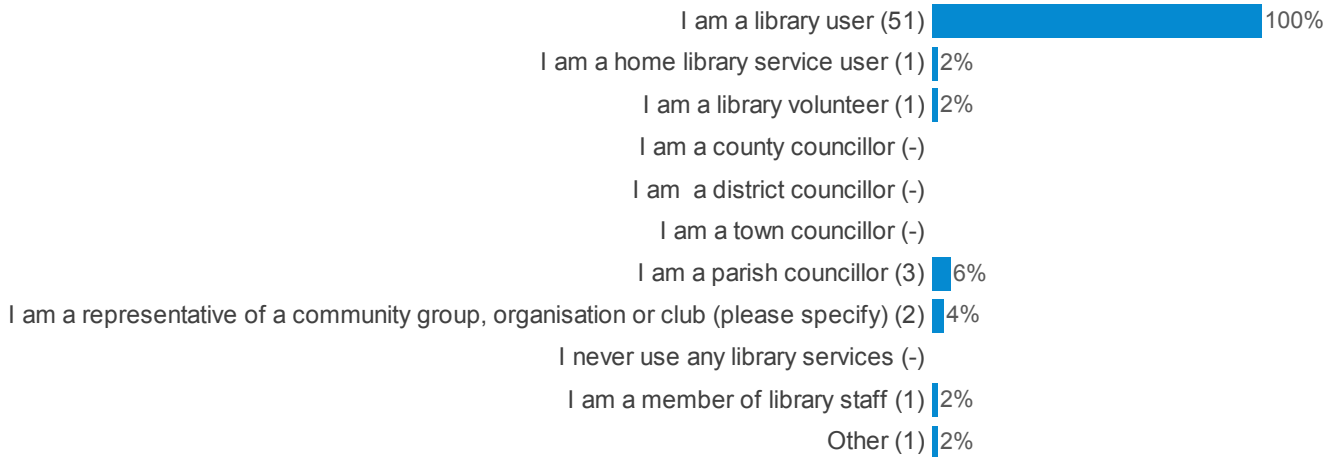 I am a library user (51) 100%
I am a home library service user (1) 2%
I am a library volunteer (1) 2%
I am a county councillor (-)
I am  a district councillor (-)
I am a town councillor (-)
I am a parish councillor (3) 6%
I am a representative of a community group, organisation or club (please specify) (2) 4%
I never use any library services (-)
I am a member of library staff (1) 2%
Other (1) 2%